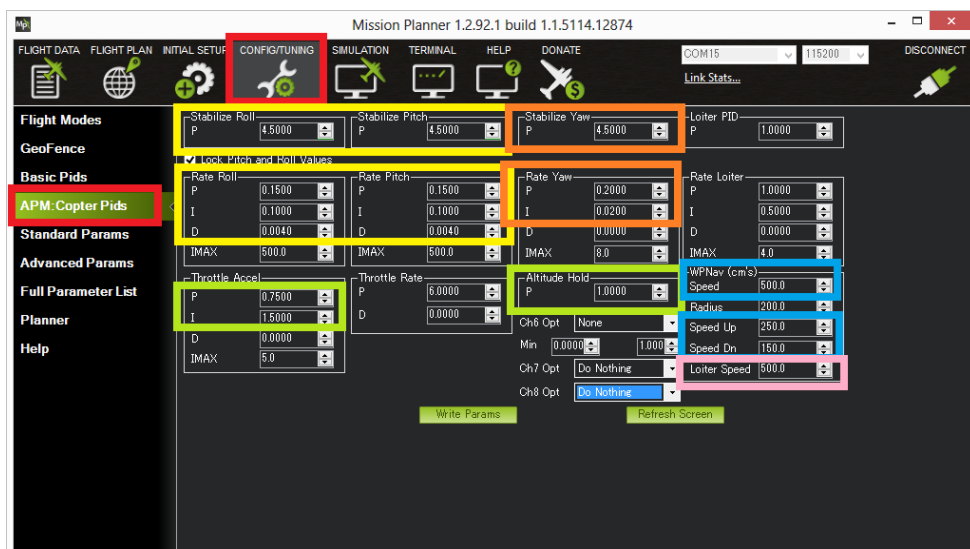 Mp
Mission Planner 1.2.92.1 build 1.1.5114.12874
FLIGHT DATA FLIGHT PLAN INITIAL SETUP CONFIG/TUNING SIMULATION TERMINAL HELP DONATE
COM15 115200 DISCONNECT
Link Stats...
Flight Modes
GeoFence
Basic Pids
APM:Copter Pids
Standard Params
Advanced Params
Full Parameter List
Planner
Help
Stabilize Roll
P 4.5000
Stabilize Pitch
P 4.5000
Stabilize Yaw
P 4.5000
Loiter PID
P 1.0000
Lock Pitch and Roll Values
Rate Roll
P 0.1500
I 0.1000
D 0.0040
IMAX 500.0
Rate Pitch
P 0.1500
I 0.1000
D 0.0040
IMAX 500.0
Rate Yaw
P 0.2000
I 0.0200
D 0.0000
IMAX 8.0
Rate Loiter
P 1.0000
I 0.5000
D 0.0000
IMAX 4.0
Throttle Accel
P 0.7500
I 1.5000
D 0.0000
IMAX 5.0
Throttle Rate
P 6.0000
D 0.0000
Altitude Hold
P 1.0000
Ch6 Opt None
Min 0.0000 1.000
Ch7 Opt Do Nothing
Ch8 Opt Do Nothing
WPNav (cm's)
Speed 500.0
Radius 200.0
Speed Up 250.0
Speed Dn 150.0
Loiter Speed 500.0
Write Params
Refresh Screen